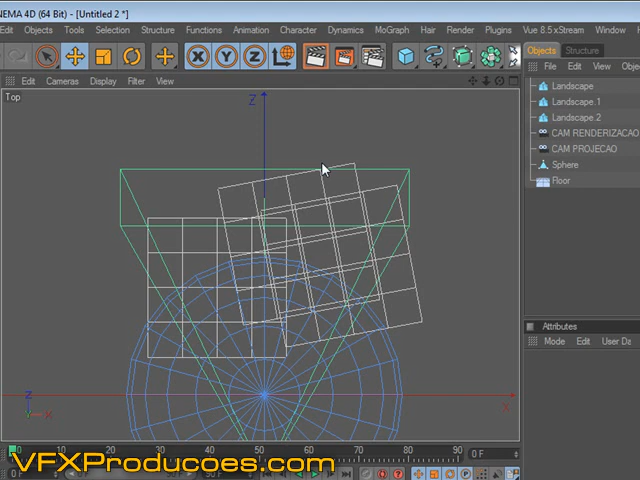 CINEMA 4D (64 Bit) - [Untitled 2 *]
Edit Objects Tools Selection Structure Functions Animation Character Dynamics MoGraph Hair Render Plugins Vue 8.5 xStream Window
X Y Z
Edit Cameras Display Filter View
Top
Z
X
Z
X
Objects Structure
File Edit View
Landscape
Landscape.1
Landscape.2
CAM RENDERIZACAO
CAM PROJECAO
Sphere
Floor
Attributes
Mode Edit User Da
10 20 30 40 50 60 70 80 90 0 F
0 F
VFXProducoes.com